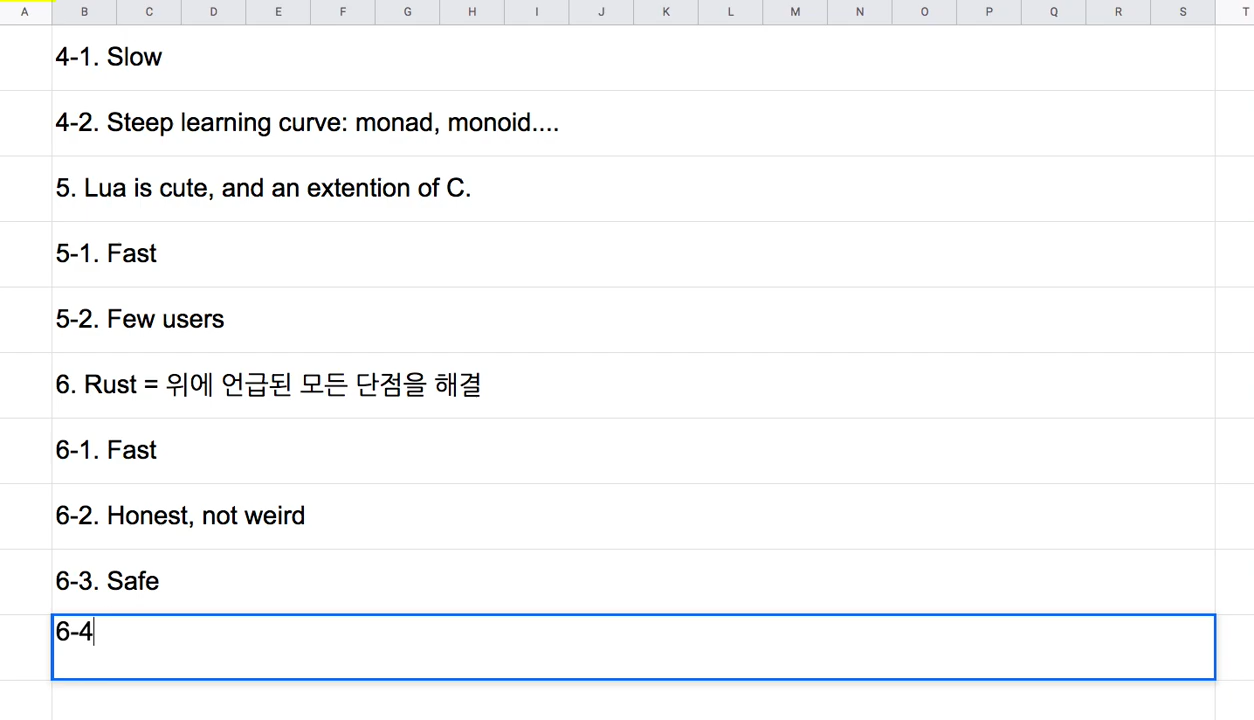 A B C D E F G H I J K L M N O P Q R S T
4-1. Slow
4-2. Steep learning curve: monad, monoid....
5. Lua is cute, and an extention of C.
5-1. Fast
5-2. Few users
6. Rust = 위에 언급된 모든 단점을 해결
6-1. Fast
6-2. Honest, not weird
6-3. Safe
6-4